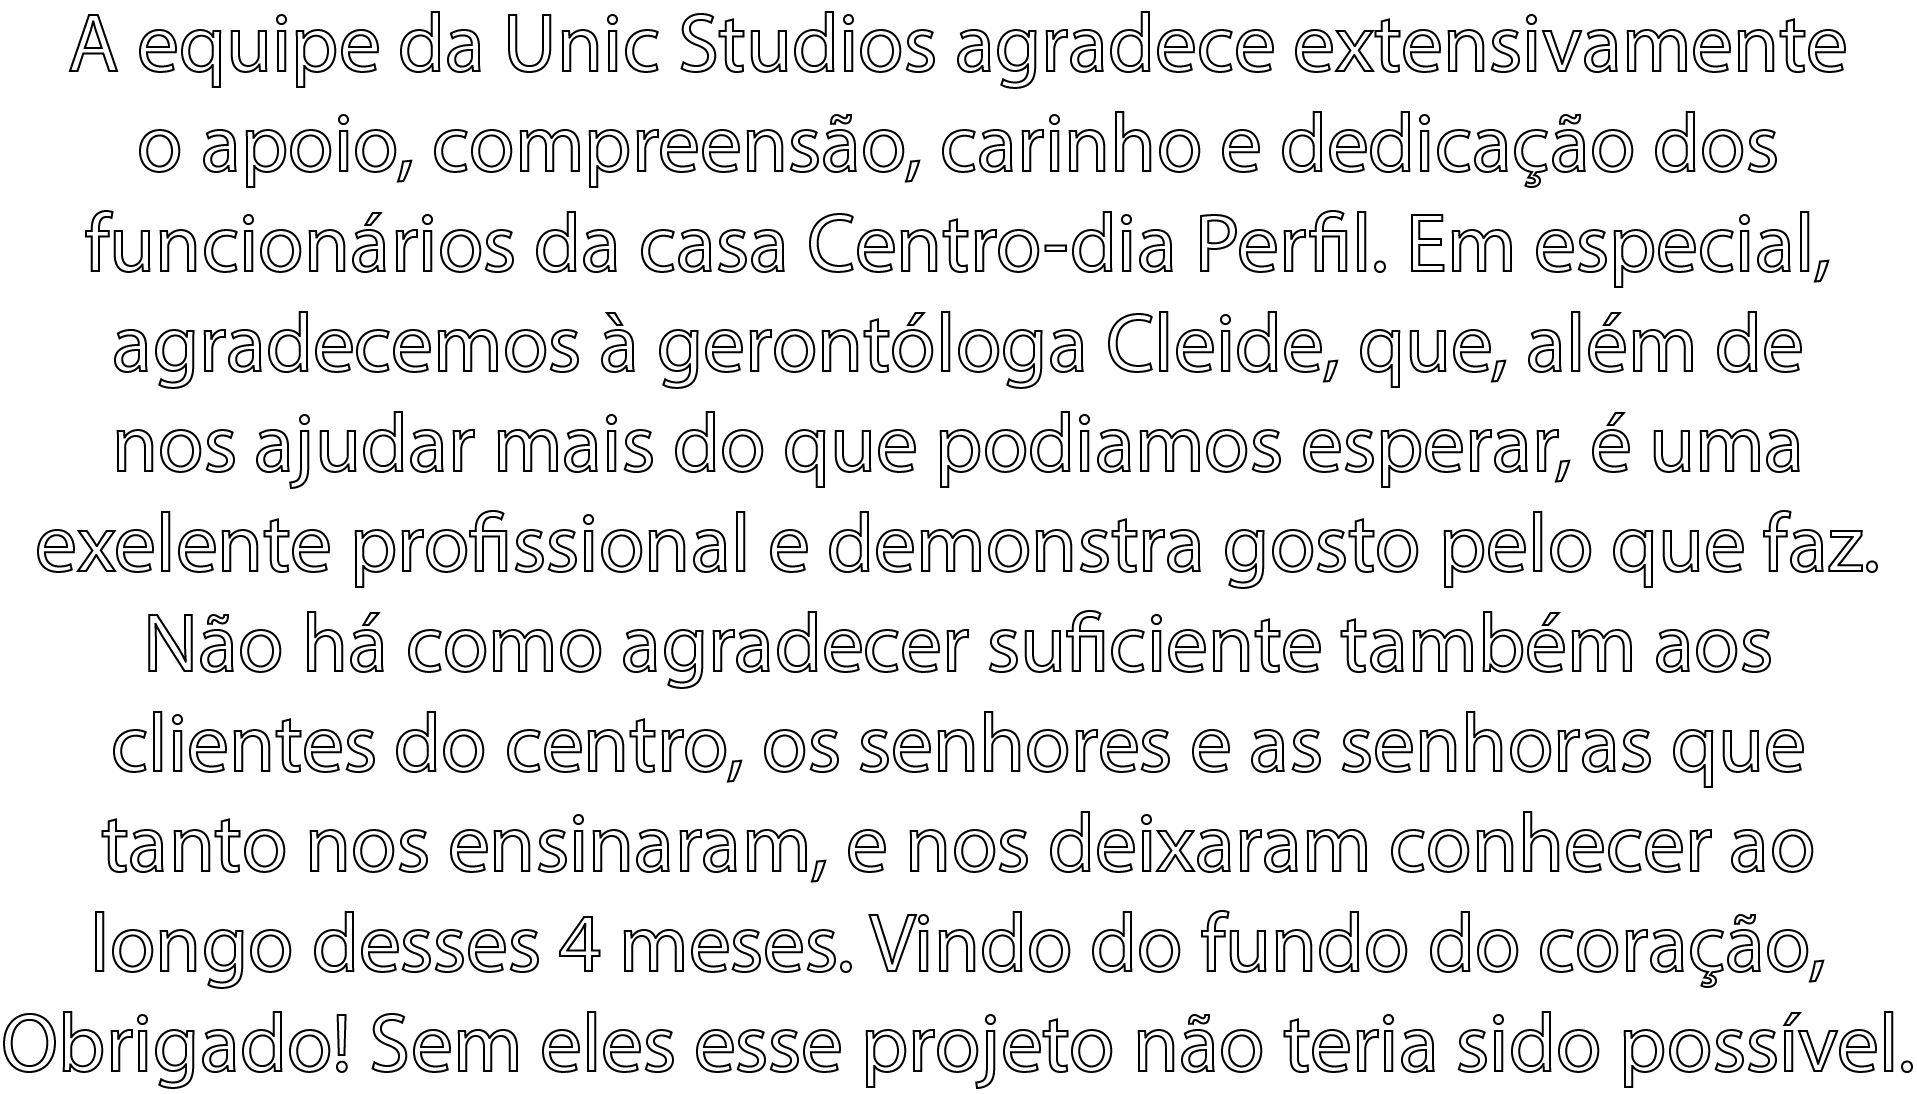 A equipe da Unic Studios agradece extensivamente
o apoio, compreensão, carinho e dedicação dos
funcionários da casa Centro-dia Perfil. Em especial,
agradecemos à gerontóloga Cleide, que, além de
nos ajudar mais do que podiamos esperar, é uma
exelente profissional e demonstra gosto pelo que faz.
Não há como agradecer suficiente também aos
clientes do centro, os senhores e as senhoras que
tanto nos ensinaram, e nos deixaram conhecer ao
longo desses 4 meses. Vindo do fundo do coração,
Obrigado! Sem eles esse projeto não teria sido possível.